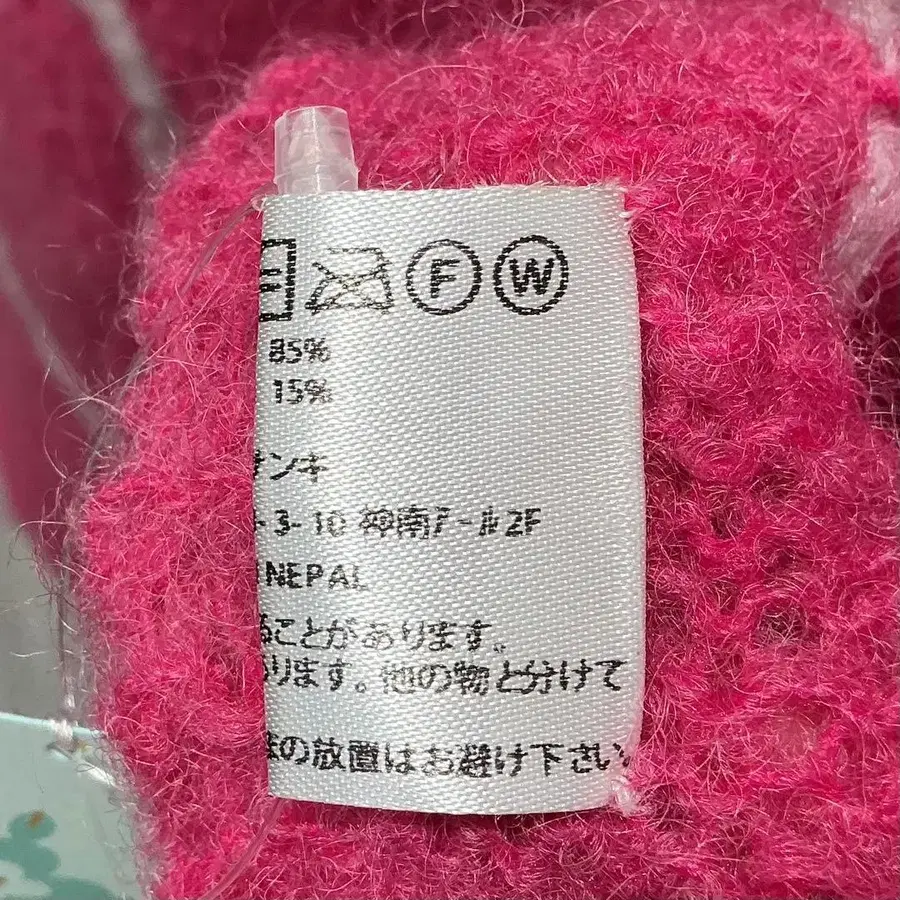 F W
85%
15%
サンキ
-3-10 神南アール2F
NEPAL
ることがあります。
ります。他の物と分けて
の放置はお避け下さい